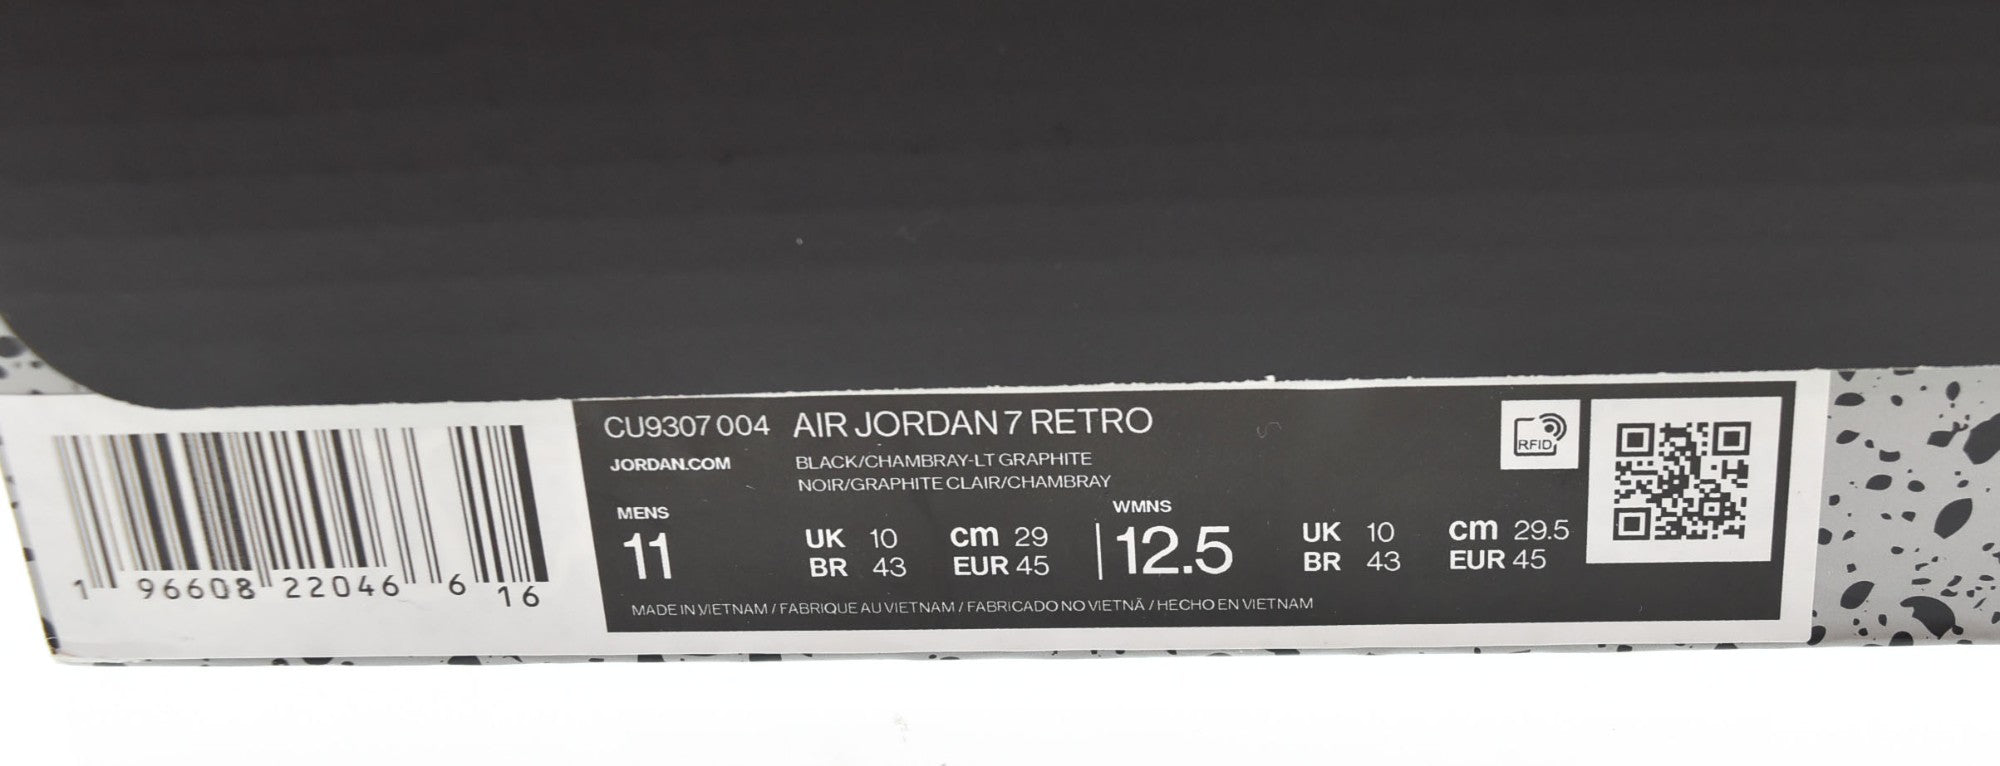 CU9307 004 AIR JORDAN 7 RETRO
JORDAN.COM
BLACK/CHAMBRAY-LT GRAPHITE
NOIR/GRAPHITE CLAIR/CHAMBRAY
RFID
MENS
11
UK 10 cm 29
BR 43 EUR 45
WMNS
12.5
UK 10 cm 29.5
BR 43 EUR 45
MADE IN VIETNAM / FABRIQUE AU VIETNAM / FABRICADO NO VIETNÃ / HECHO EN VIETNAM
1 96608 22046 6 16